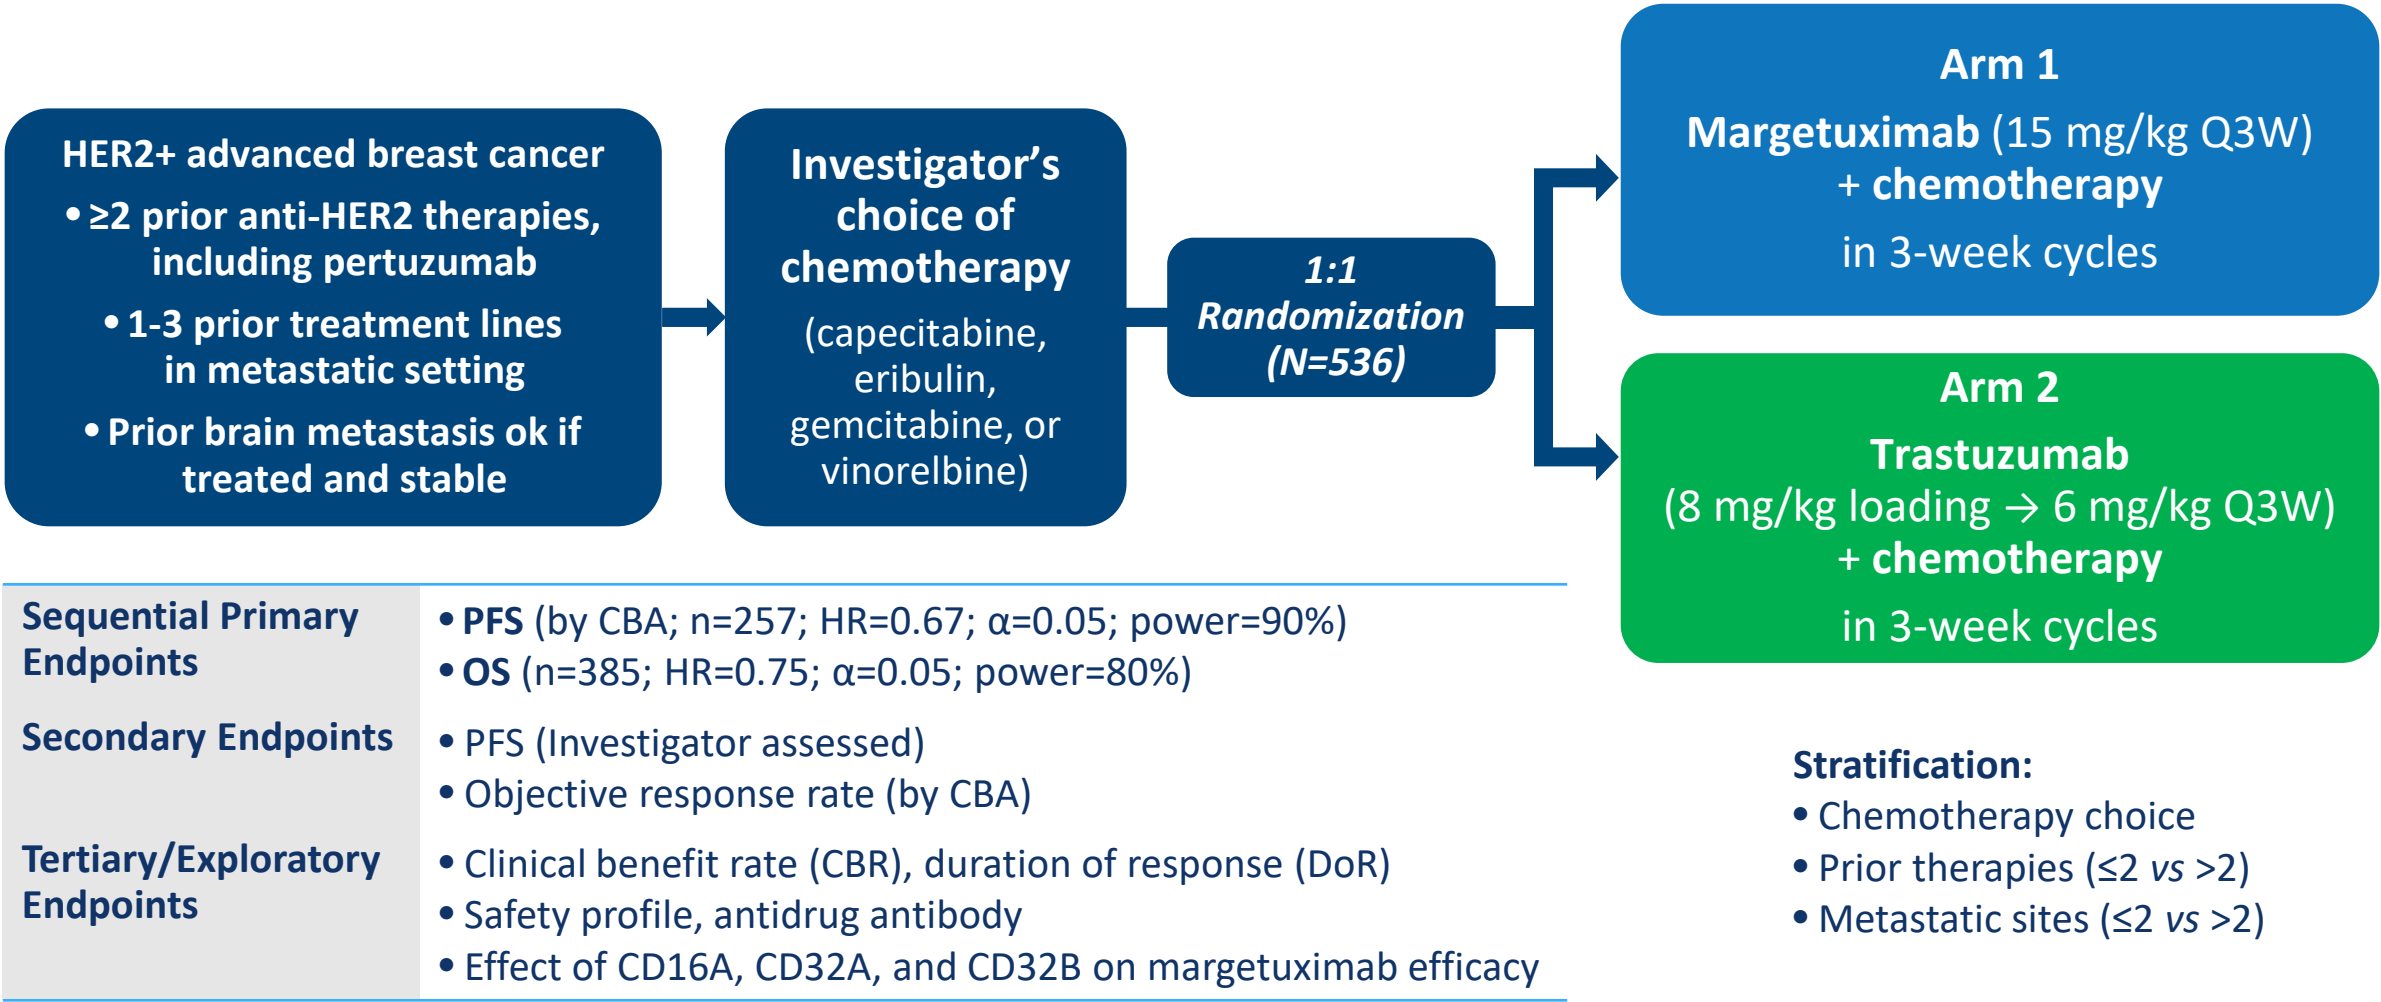 HER2+ advanced breast cancer
• ≥2 prior anti-HER2 therapies,
including pertuzumab
• 1-3 prior treatment lines
in metastatic setting
• Prior brain metastasis ok if
treated and stable
Investigator’s
choice of
chemotherapy
(capecitabine,
eribulin,
gemcitabine, or
vinorelbine)
1:1
Randomization
(N=536)
Arm 1
Margetuximab (15 mg/kg Q3W)
+ chemotherapy
in 3-week cycles
Arm 2
Trastuzumab
(8 mg/kg loading → 6 mg/kg Q3W)
+ chemotherapy
in 3-week cycles
Sequential Primary
Endpoints
• PFS (by CBA; n=257; HR=0.67; α=0.05; power=90%)
• OS (n=385; HR=0.75; α=0.05; power=80%)
Secondary Endpoints
• PFS (Investigator assessed)
• Objective response rate (by CBA)
Tertiary/Exploratory
Endpoints
• Clinical benefit rate (CBR), duration of response (DoR)
• Safety profile, antidrug antibody
• Effect of CD16A, CD32A, and CD32B on margetuximab efficacy
Stratification:
• Chemotherapy choice
• Prior therapies (≤2 vs >2)
• Metastatic sites (≤2 vs >2)